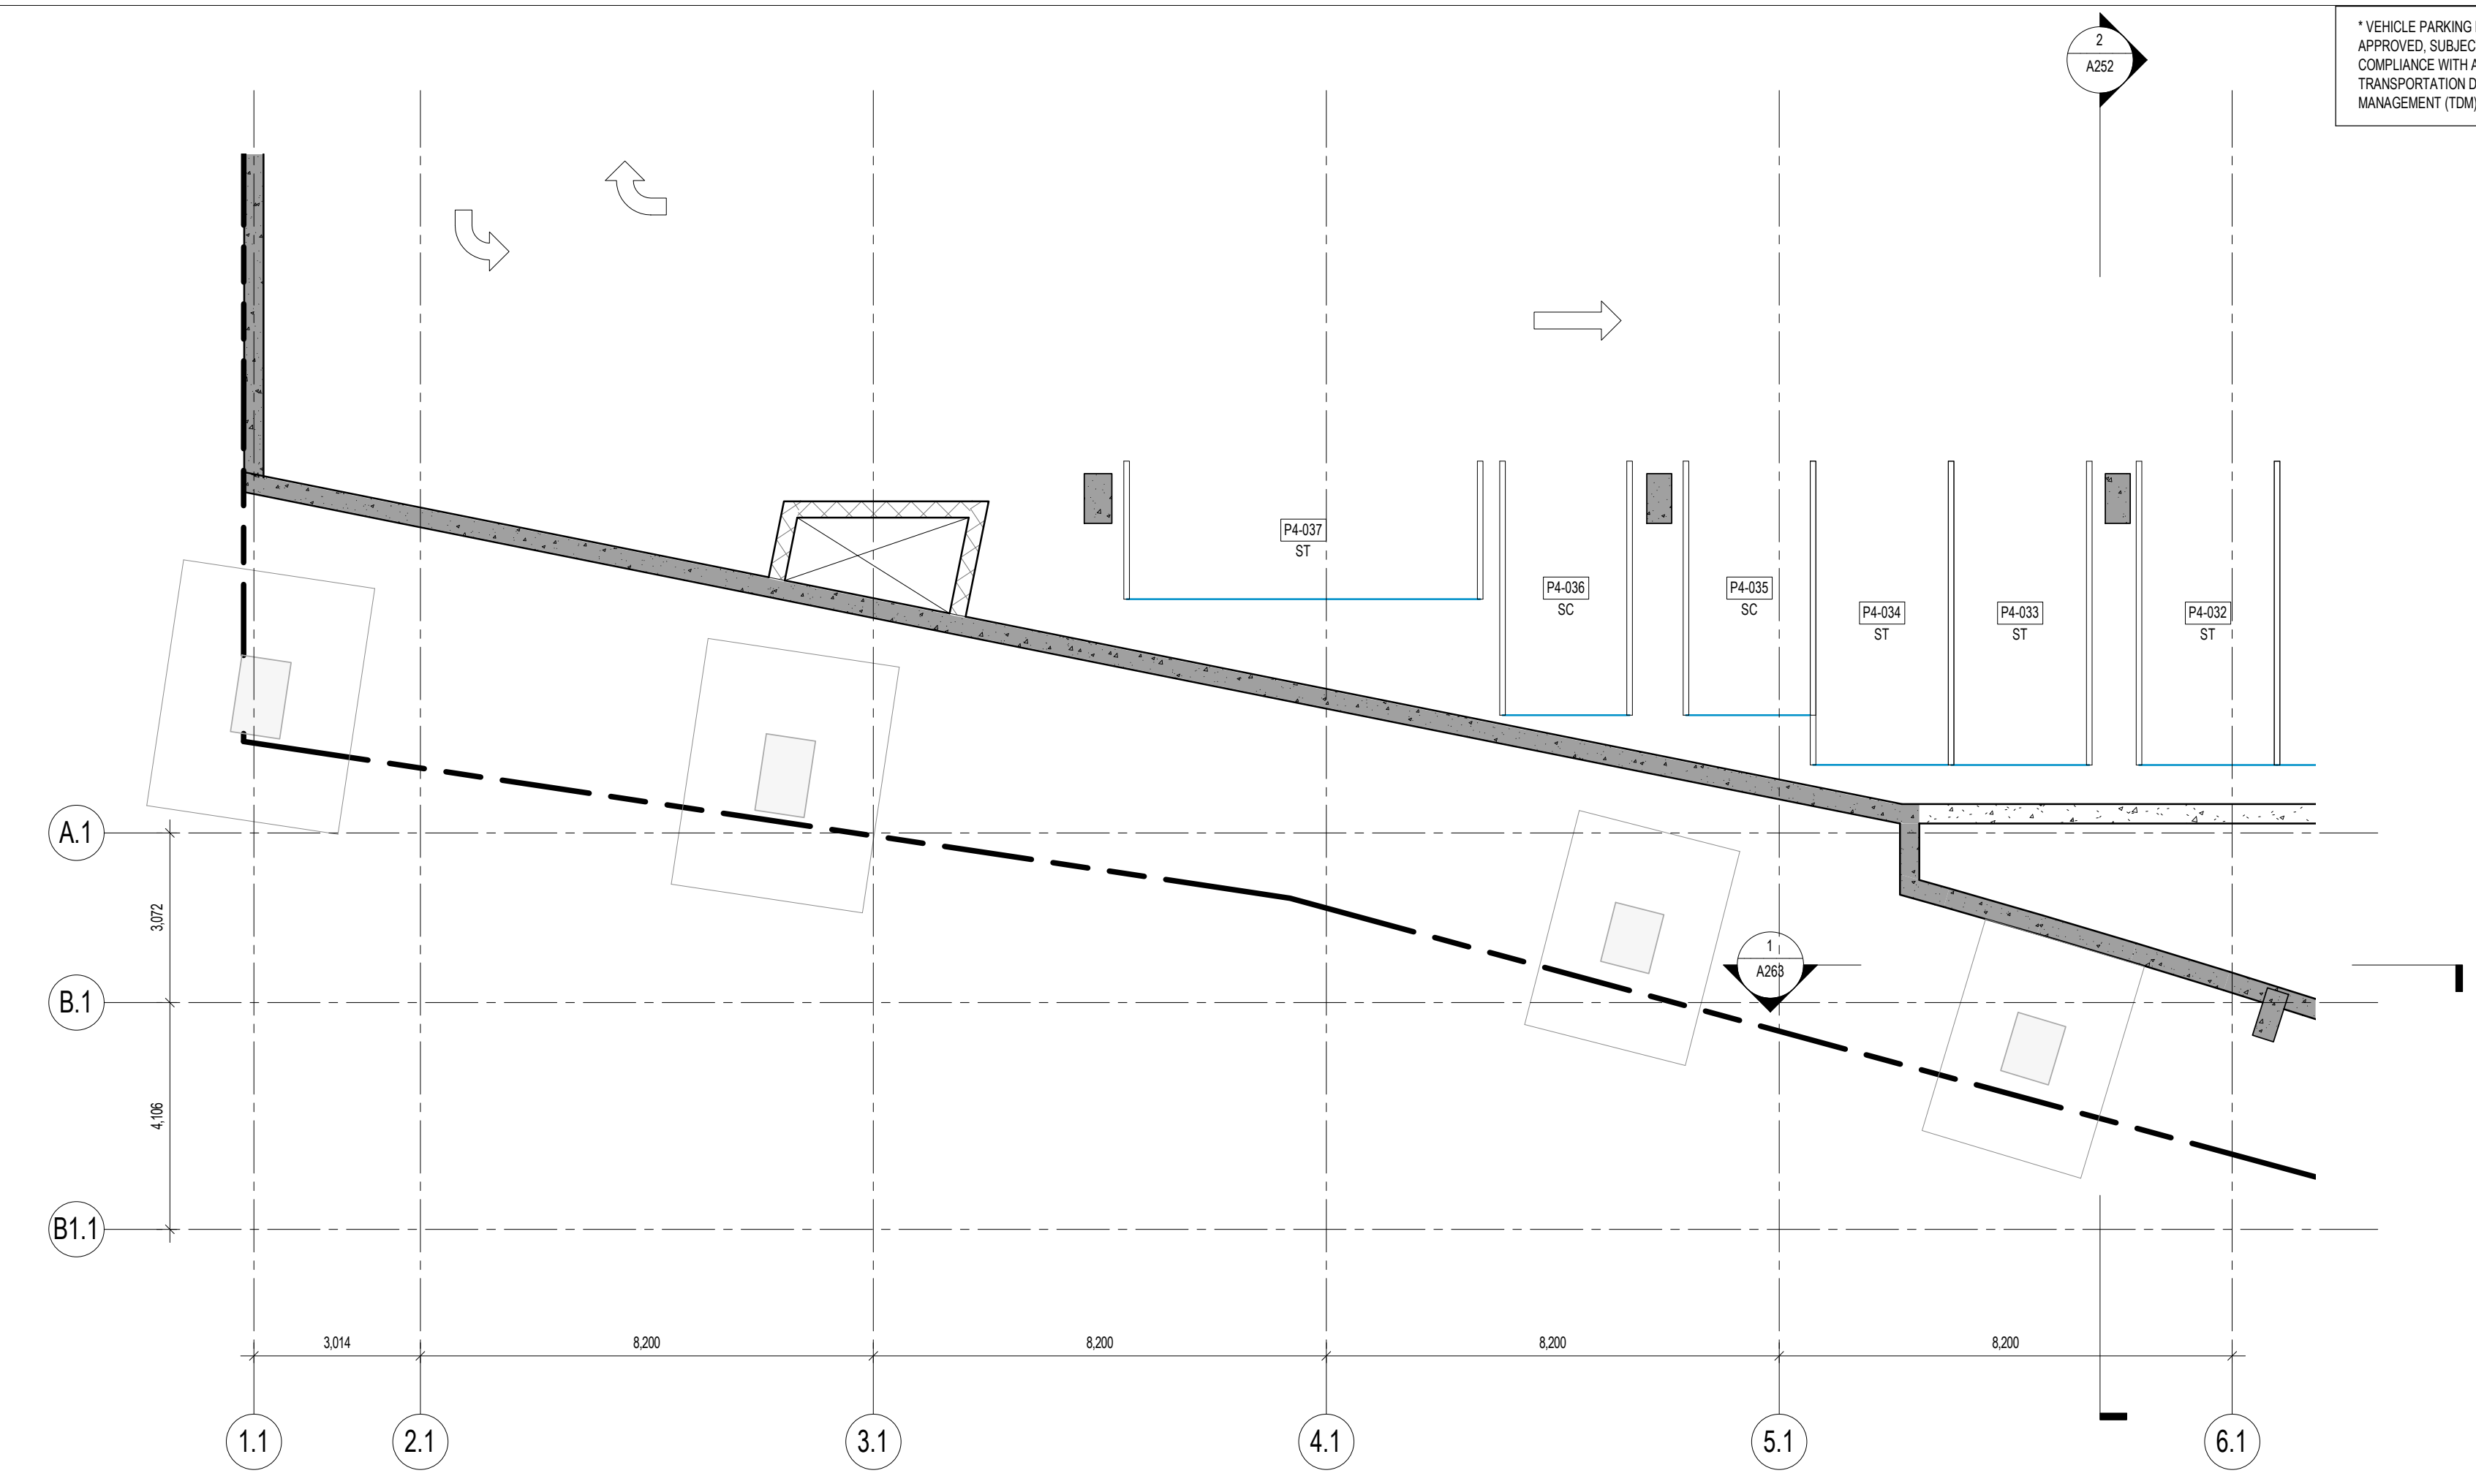 2
A252
* VEHICLE PARKING
APPROVED, SUBJEC
COMPLIANCE WITH A
TRANSPORTATION D
MANAGEMENT (TDM)
P4-037
ST
P4-036
SC
P4-035
SC
P4-034
ST
P4-033
ST
P4-032
ST
A.1
3,072
1
A263
B.1
4,106
B1.1
3,014
8,200
8,200
8,200
8,200
1.1
2.1
3.1
4.1
5.1
6.1